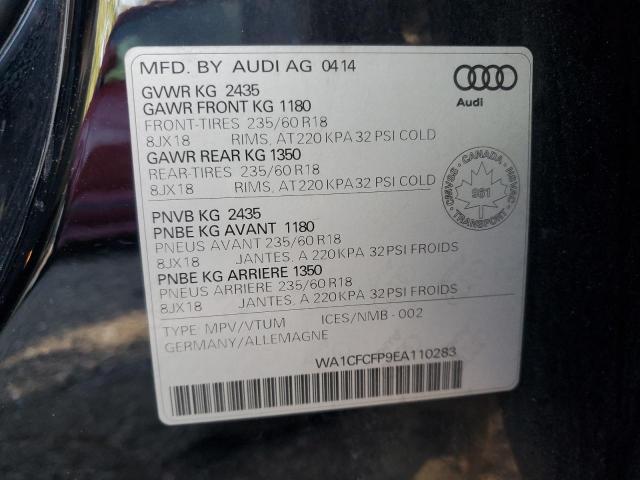 MFD. BY AUDI AG 0414
Audi
GVWR KG 2435
GAWR FRONT KG 1180
FRONT-TIRES 235/60 R18
8JX18 RIMS, AT 220 KPA 32 PSI COLD
GAWR REAR KG 1350
REAR-TIRES 235/60 R18
8JX18 RIMS, AT 220 KPA 32 PSI COLD
CMVSS - CANADA - NSVAC
961
TRANSPORT
PNVB KG 2435
PNBE KG AVANT 1180
PNEUS AVANT 235/60 R18
8JX18 JANTES. A 220 KPA 32 PSI FROIDS
PNBE KG ARRIERE 1350
PNEUS ARRIERE 235/60 R18
8JX18 JANTES. A 220 KPA 32 PSI FROIDS
TYPE: MPV/VTUM ICES/NMB - 002
GERMANY/ALLEMAGNE
WA1CFCFP9EA110283